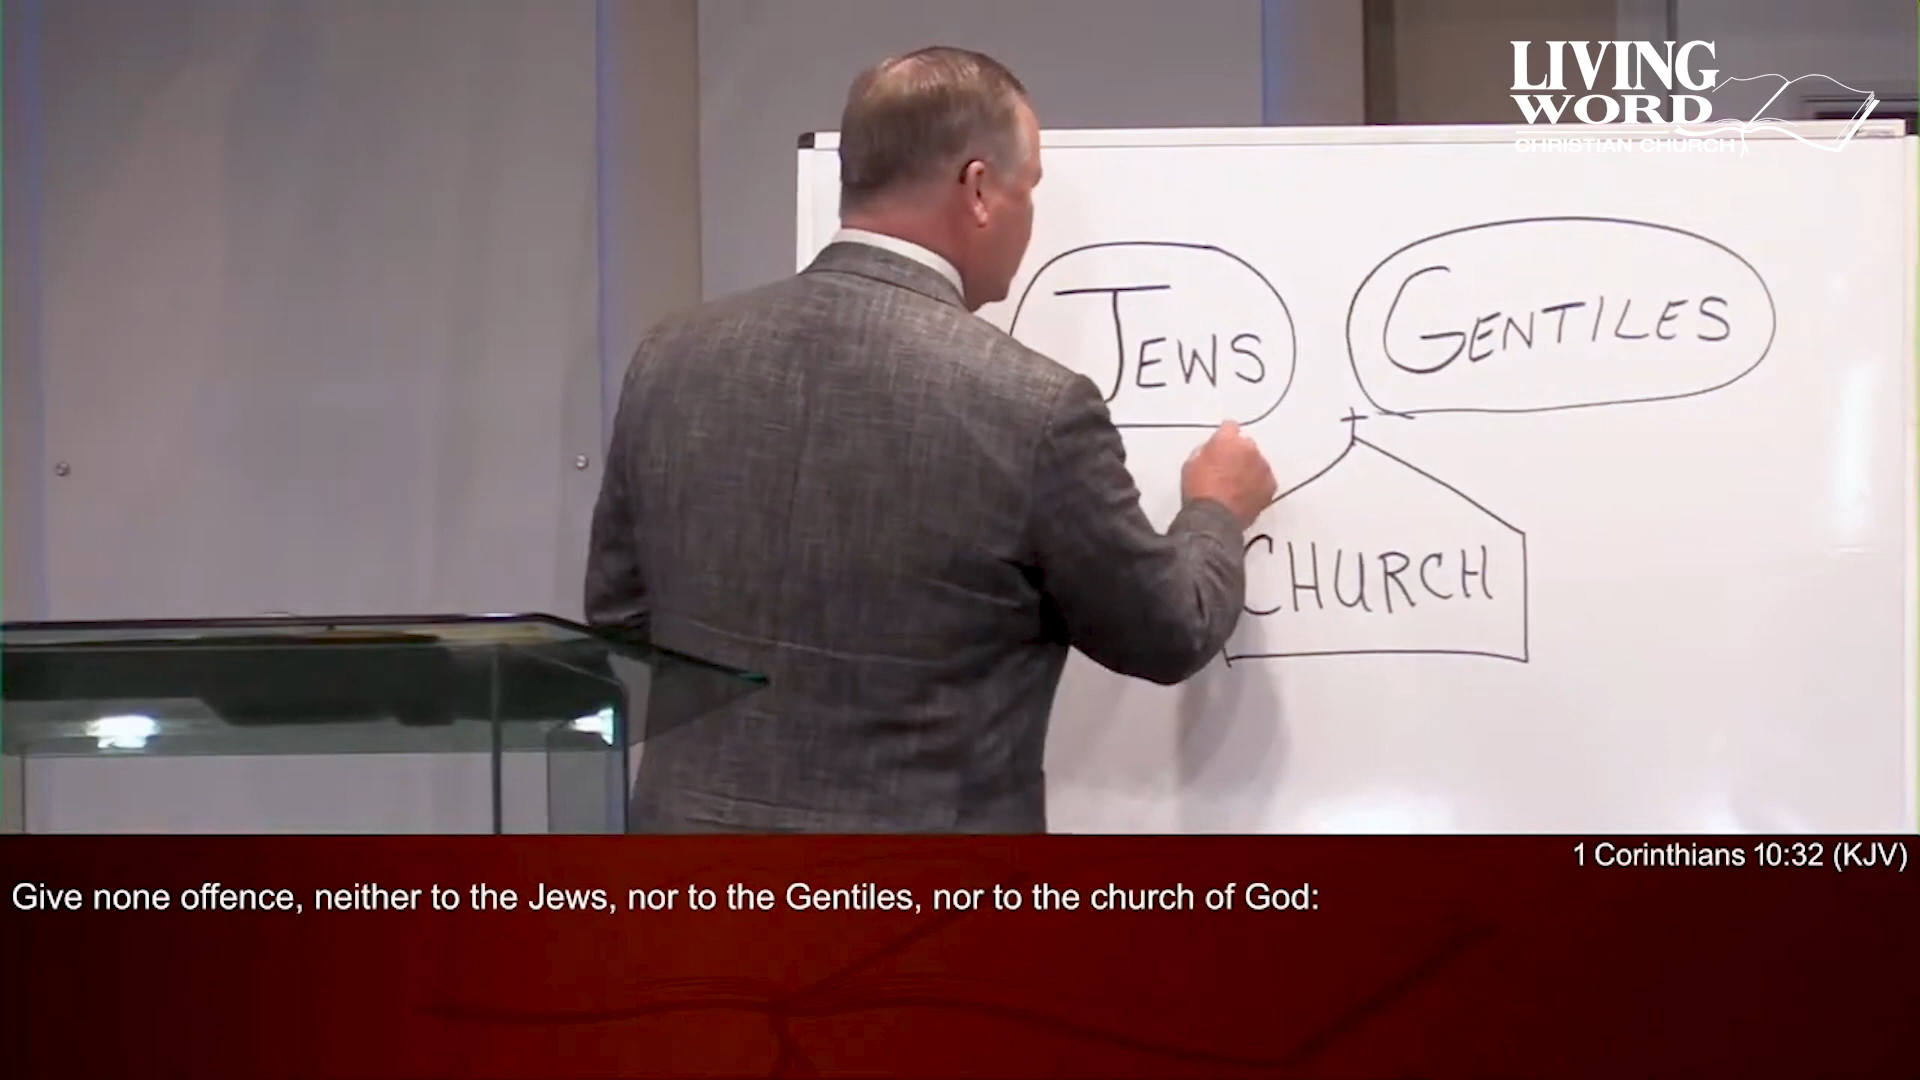 LIVING
WORD
CHRISTIAN CHURCH
JEWS
GENTILES
CHURCH
1 Corinthians 10:32 (KJV)
Give none offence, neither to the Jews, nor to the Gentiles, nor to the church of God: